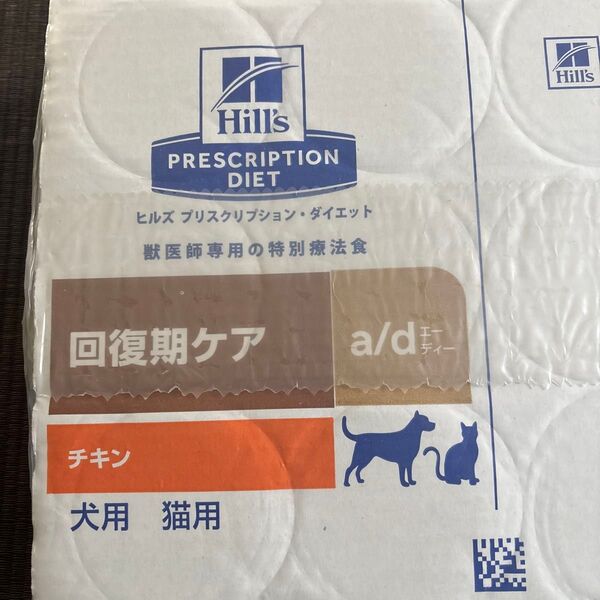 Hill's
Hill's
PRESCRIPTION
DIET
ヒルズ プリスクリプション・ダイエット
獣医師専用の特別療法食
回復期ケア
a/d エーディー
チキン
犬用 猫用